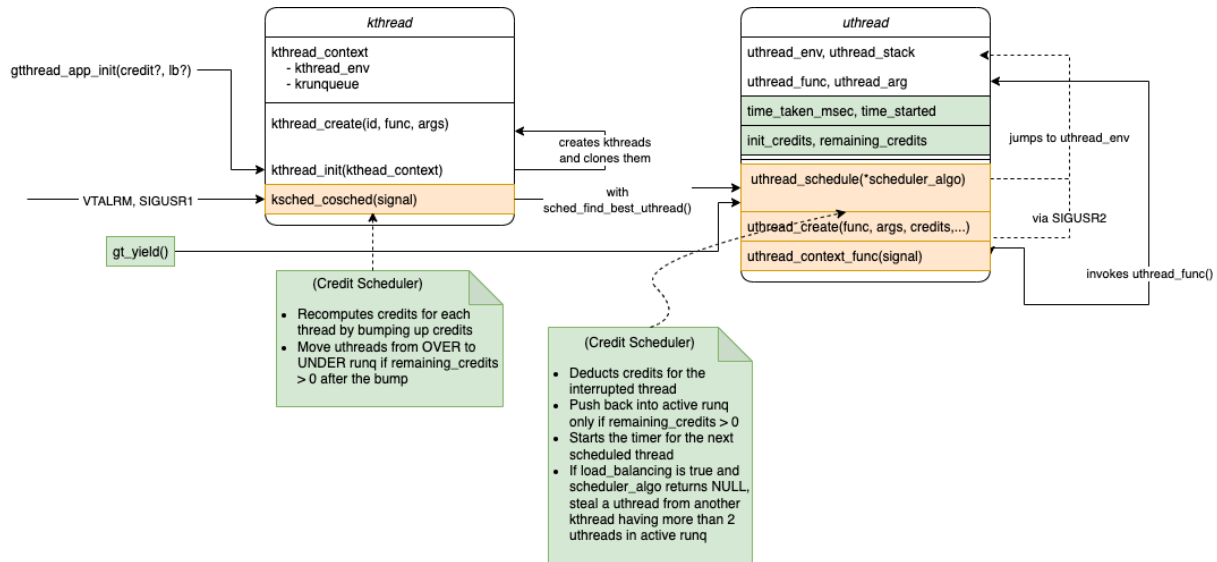 kthread
kthread_context
- kthread_env
- krunqueue
gtthread_app_init(credit?, lb?)
kthread_create(id, func, args)
creates kthreads
and clones them
kthread_init(kthead_context)
VTALRM, SIGUSR1
ksched_cosched(signal)
with
sched_find_best_uthread()
gt_yield()
(Credit Scheduler)
• Recomputes credits for each
thread by bumping up credits
• Move uthreads from OVER to
UNDER runq if remaining_credits
> 0 after the bump
uthread
uthread_env, uthread_stack
uthread_func, uthread_arg
time_taken_msec, time_started
init_credits, remaining_credits
jumps to uthread_env
uthread_schedule(*scheduler_algo)
via SIGUSR2
uthread_create(func, args, credits,...)
uthread_context_func(signal)
invokes uthread_func()
(Credit Scheduler)
• Deducts credits for the
interrupted thread
• Push back into active runq
only if remaining_credits > 0
• Starts the timer for the next
scheduled thread
• If load_balancing is true and
scheduler_algo returns NULL,
steal a uthread from another
kthread having more than 2
uthreads in active runq